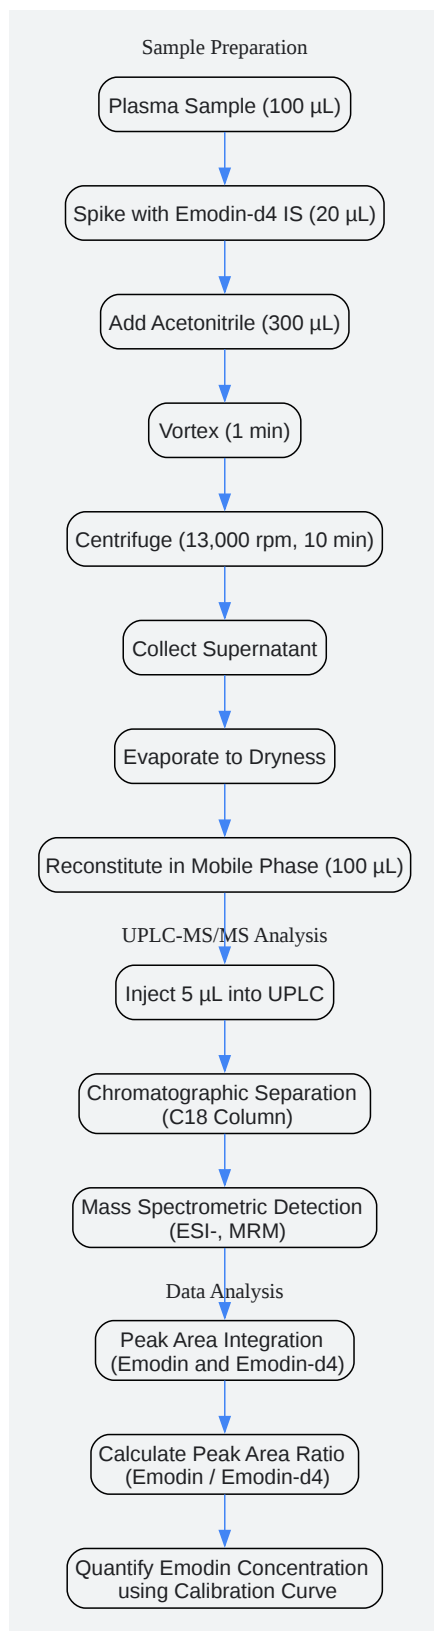 Sample Preparation
Plasma Sample (100 µL)
Spike with Emodin-d4 IS (20 µL)
Add Acetonitrile (300 µL)
Vortex (1 min)
Centrifuge (13,000 rpm, 10 min)
Collect Supernatant
Evaporate to Dryness
Reconstitute in Mobile Phase (100 µL)
UPLC-MS/MS Analysis
Inject 5 µL into UPLC
Chromatographic Separation
(C18 Column)
Mass Spectrometric Detection
(ESI-, MRM)
Data Analysis
Peak Area Integration
(Emodin and Emodin-d4)
Calculate Peak Area Ratio
(Emodin / Emodin-d4)
Quantify Emodin Concentration
using Calibration Curve